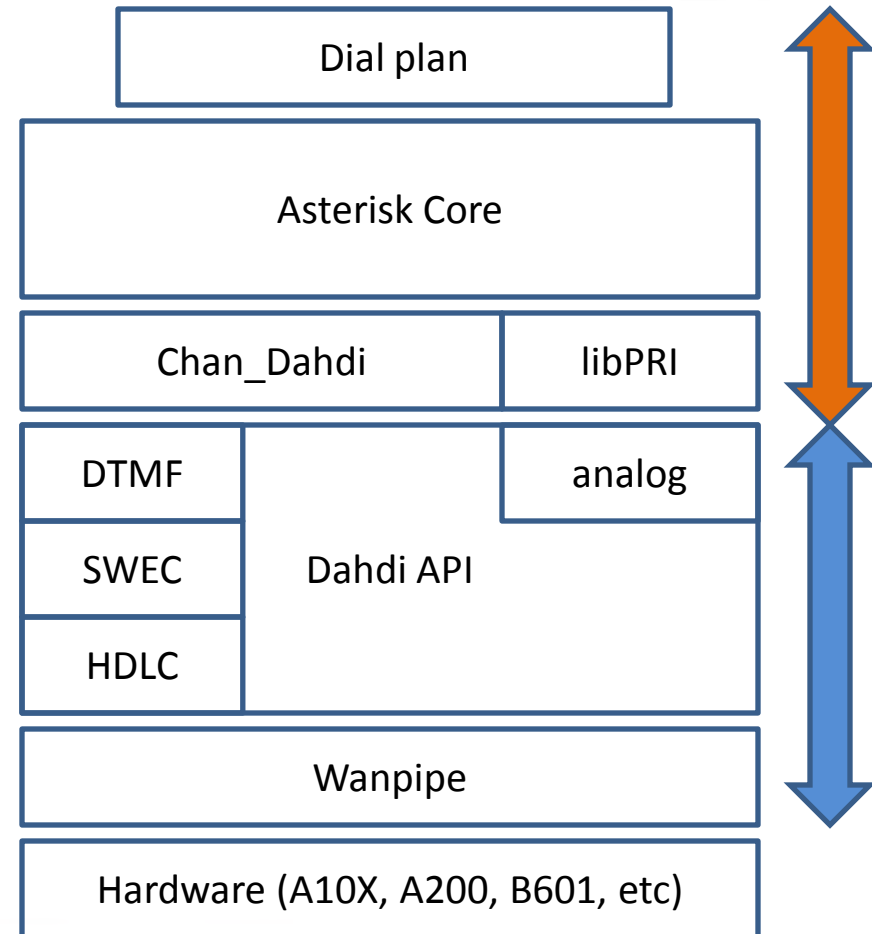 Dial plan
Asterisk Core
Chan_Dahdi
libPRI
DTMF
analog
SWEC
Dahdi API
HDLC
Wanpipe
Hardware (A10X, A200, B601, etc)